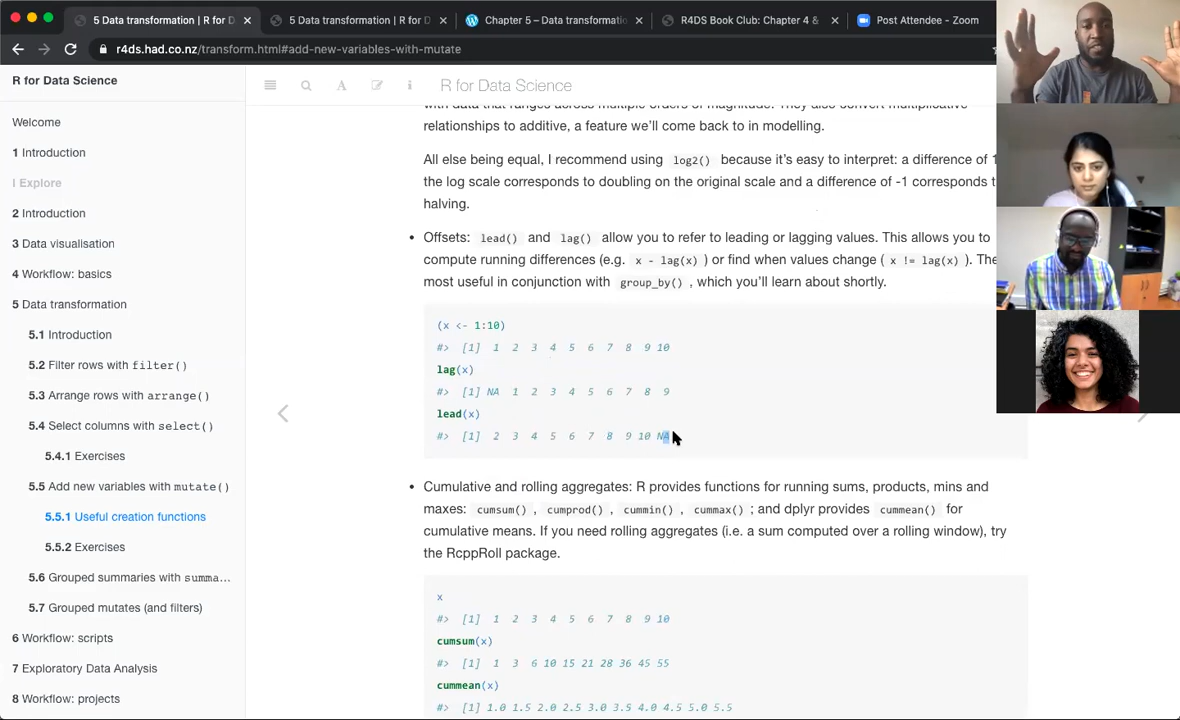 5 Data transformation | R for D
5 Data transformation | R for D
Chapter 5 – Data transformatio
R4DS Book Club: Chapter 4 &
Post Attendee - Zoom
r4ds.had.co.nz/transform.html#add-new-variables-with-mutate
R for Data Science
Welcome
1 Introduction
I Explore
2 Introduction
3 Data visualisation
4 Workflow: basics
5 Data transformation
5.1 Introduction
5.2 Filter rows with filter()
5.3 Arrange rows with arrange()
5.4 Select columns with select()
5.4.1 Exercises
5.5 Add new variables with mutate()
5.5.1 Useful creation functions
5.5.2 Exercises
5.6 Grouped summaries with summa...
5.7 Grouped mutates (and filters)
6 Workflow: scripts
7 Exploratory Data Analysis
8 Workflow: projects
A
i
R for Data Science
with data that ranges across multiple orders of magnitude. They also convert multiplicative
relationships to additive, a feature we'll come back to in modelling.
All else being equal, I recommend using log2() because it's easy to interpret: a difference of 1
the log scale corresponds to doubling on the original scale and a difference of -1 corresponds t
halving.
• Offsets: lead() and lag() allow you to refer to leading or lagging values. This allows you to
compute running differences (e.g. x - lag(x) ) or find when values change ( x != lag(x) ). The
most useful in conjunction with group_by() , which you'll learn about shortly.
(x <- 1:10)
#> [1] 1 2 3 4 5 6 7 8 9 10
lag(x)
#> [1] NA 1 2 3 4 5 6 7 8 9
lead(x)
#> [1] 2 3 4 5 6 7 8 9 10 NA
• Cumulative and rolling aggregates: R provides functions for running sums, products, mins and
maxes: cumsum() , cumprod() , cummin() , cummax() ; and dplyr provides cummean() for
cumulative means. If you need rolling aggregates (i.e. a sum computed over a rolling window), try
the RcppRoll package.
x
#> [1] 1 2 3 4 5 6 7 8 9 10
cumsum(x)
#> [1] 1 3 6 10 15 21 28 36 45 55
cummean(x)
#> [1] 1.0 1.5 2.0 2.5 3.0 3.5 4.0 4.5 5.0 5.5